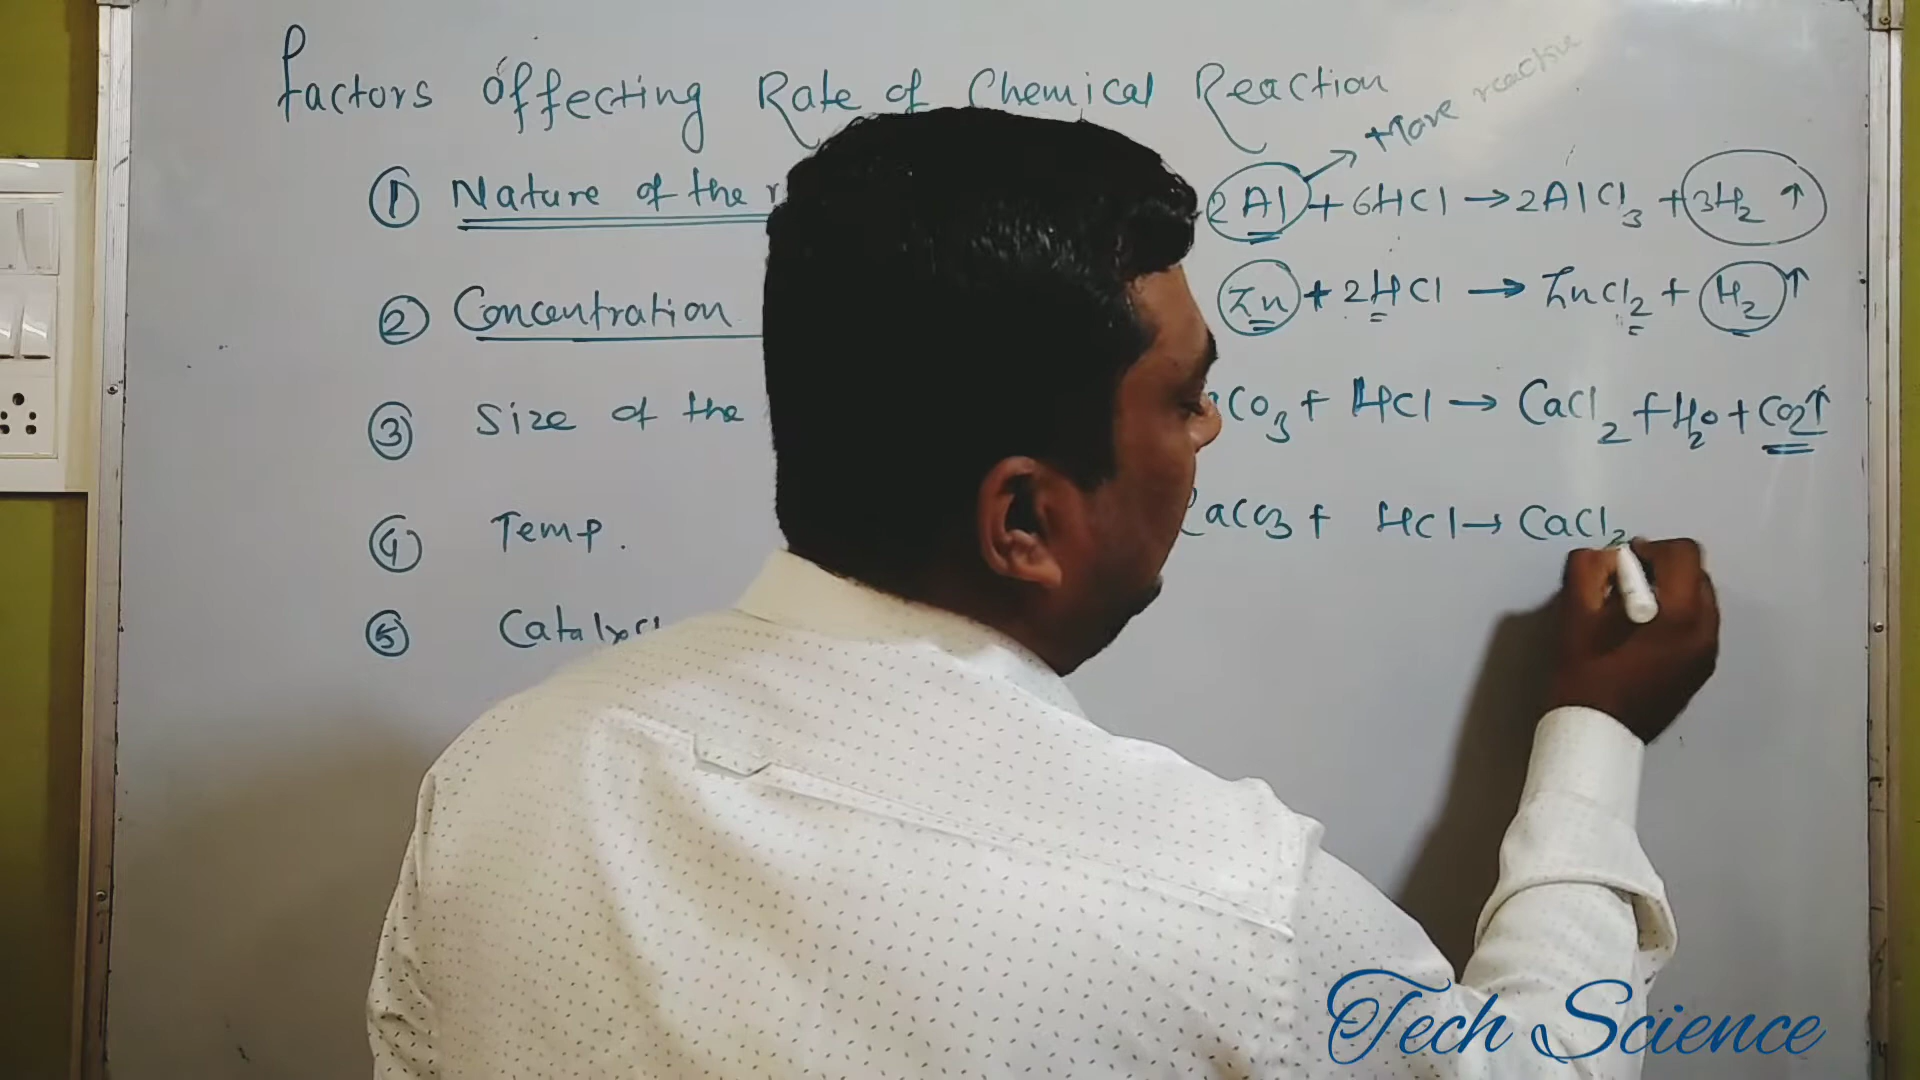 Factors Offecting Rate of Chemical Reaction
① Nature of the
2Al + 6HCl → 2AlCl3 + 3H2 ↑
More reactive
② Concentration
Zn + 2HCl → ZnCl2 + H2 ↑
③ Size of the
CO3 + HCl → CaCl2 + H2O + CO2↑
④ Temp.
CaCO3 + HCl → CaCl2
⑤
Tech Science